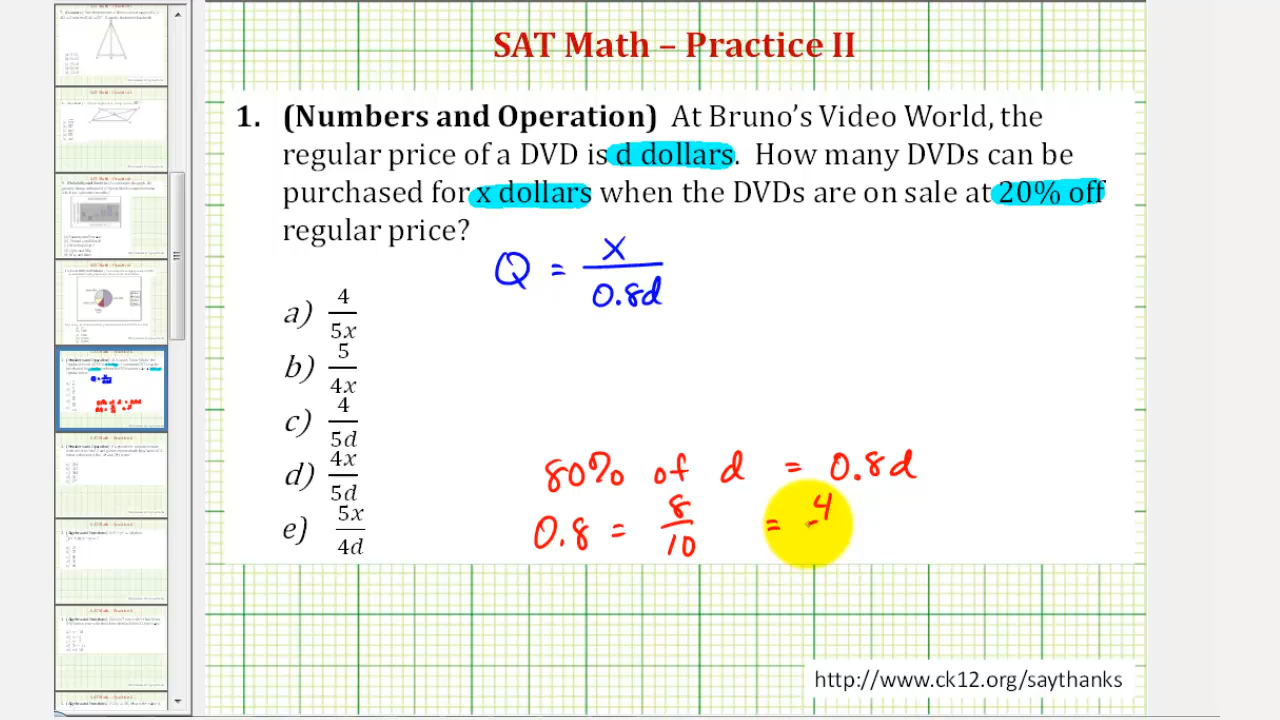 SAT Math – Practice II
1. (Numbers and Operation) At Bruno's Video World, the
regular price of a DVD is d dollars. How many DVDs can be
purchased for x dollars when the DVDs are on sale at 20% off
regular price?
Q = x / 0.8d
a) 4 / 5x
b) 5 / 4x
c) 4 / 5d
d) 4x / 5d
e) 5x / 4d
80% of d = 0.8d
0.8 = 8 / 10 = 4
http://www.ck12.org/saythanks